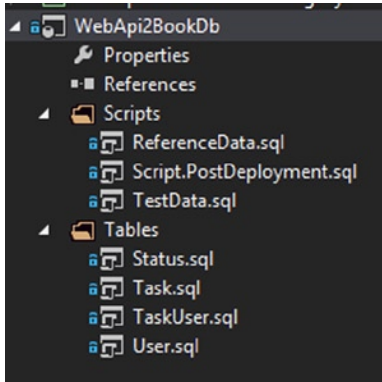 WebApi2BookDb
Properties
References
Scripts
ReferenceData.sql
Script.PostDeployment.sql
TestData.sql
Tables
Status.sql
Task.sql
TaskUser.sql
User.sql